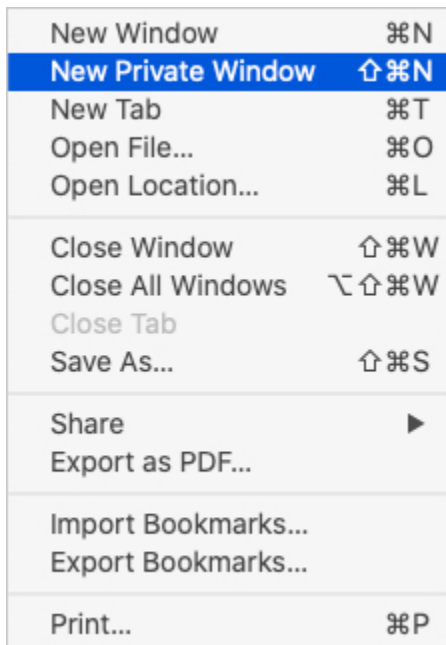 New Window ⌘N
New Private Window ⇧⌘N
New Tab ⌘T
Open File... ⌘O
Open Location... ⌘L
Close Window ⇧⌘W
Close All Windows ⌥⇧⌘W
Close Tab
Save As... ⇧⌘S
Share ▶
Export as PDF...
Import Bookmarks...
Export Bookmarks...
Print... ⌘P